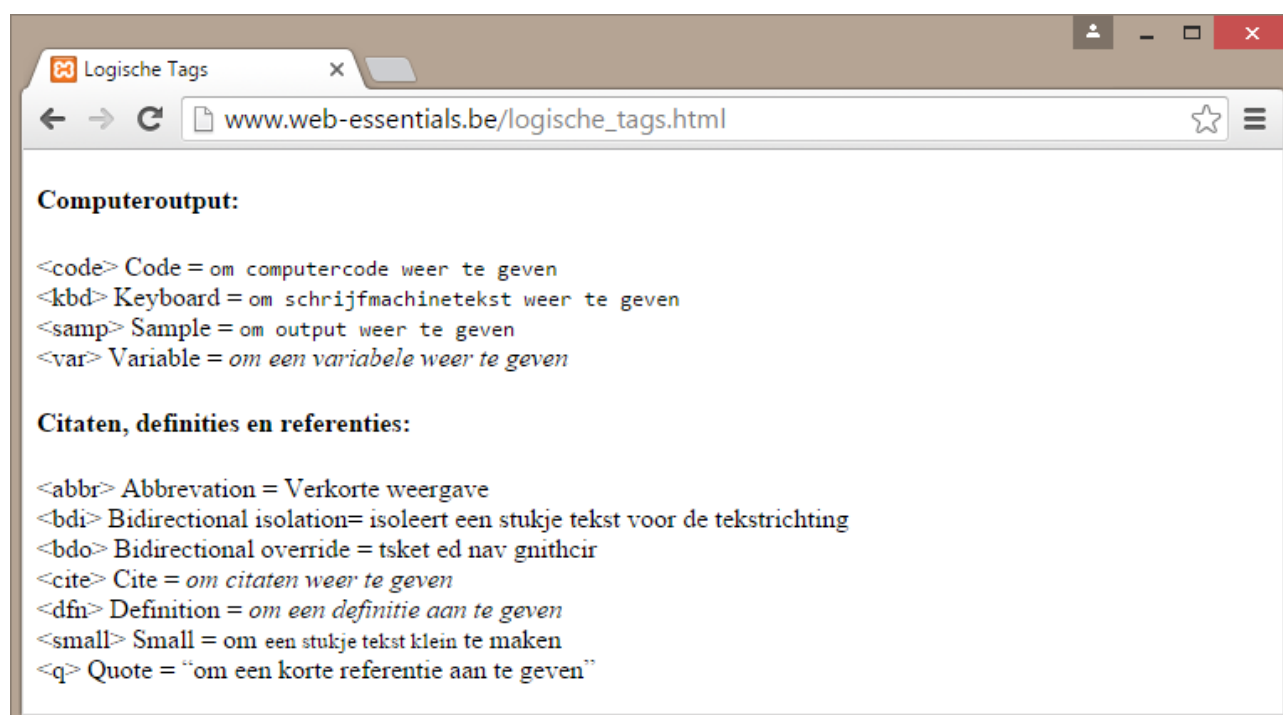 Logische Tags
www.web-essentials.be/logische_tags.html
Computeroutput:
<code> Code = om computercode weer te geven
<kbd> Keyboard = om schrijfmachinetekst weer te geven
<samp> Sample = om output weer te geven
<var> Variable = om een variabele weer te geven
Citaten, definities en referenties:
<abbr> Abbrevation = Verkorte weergave
<bdi> Bidirectional isolation= isoleert een stukje tekst voor de tekstrichting
<bdo> Bidirectional override = tsket ed nav gnithcir
<cite> Cite = om citaten weer te geven
<dfn> Definition = om een definitie aan te geven
<small> Small = om een stukje tekst klein te maken
<q> Quote = “om een korte referentie aan te geven”